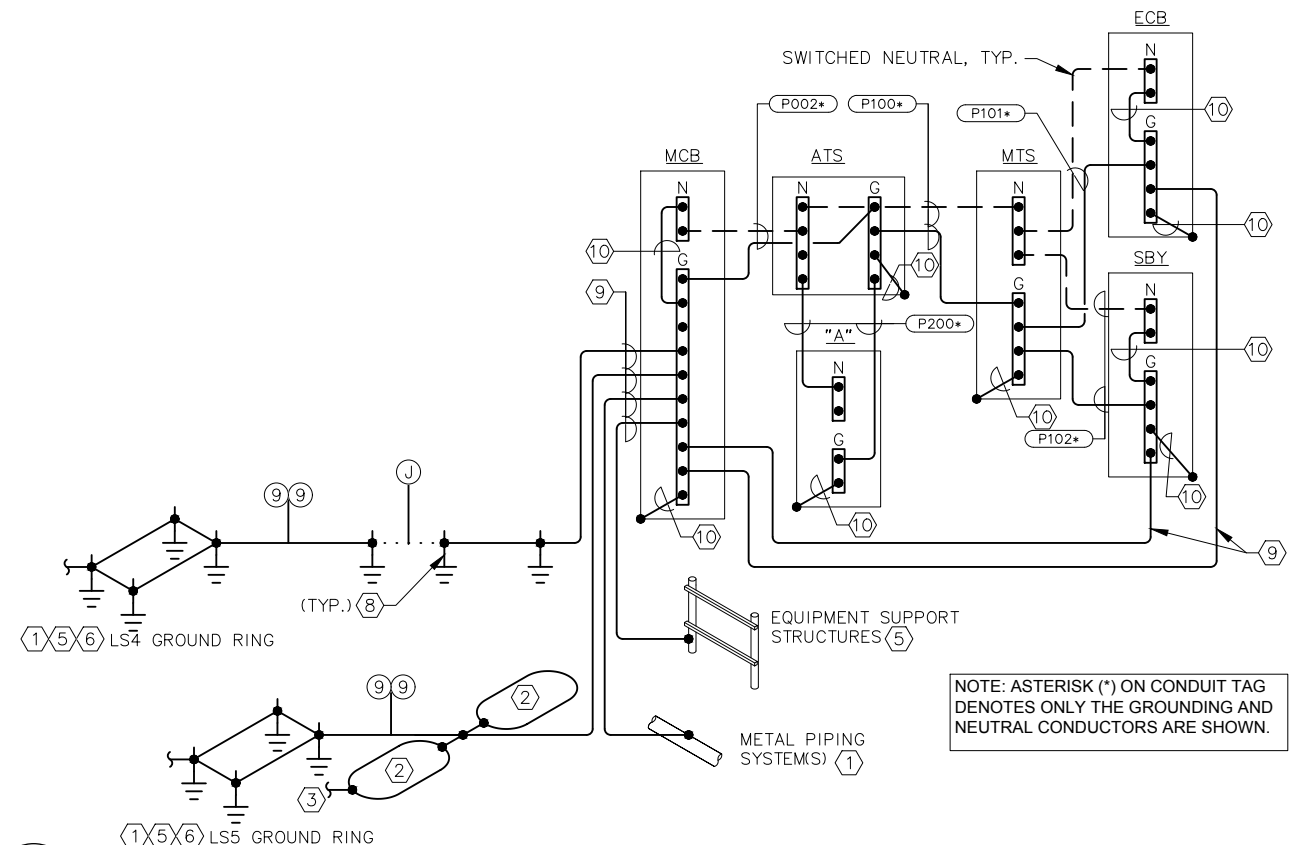 ECB
SWITCHED NEUTRAL, TYP.
N
P002*
P100*
P101*
10
G
MCB
ATS
MTS
N
N
G
N
10
10
10
SBY
G
9
N
P200*
"A"
10
G
N
G
10
P102*
G
J
10
10
9 9
10
9
(TYP.) 8
EQUIPMENT SUPPORT
STRUCTURES 5
1 5 6 LS4 GROUND RING
9 9
2
NOTE: ASTERISK (*) ON CONDUIT TAG
DENOTES ONLY THE GROUNDING AND
NEUTRAL CONDUCTORS ARE SHOWN.
METAL PIPING
SYSTEM(S) 1
2
3
1 5 6 LS5 GROUND RING